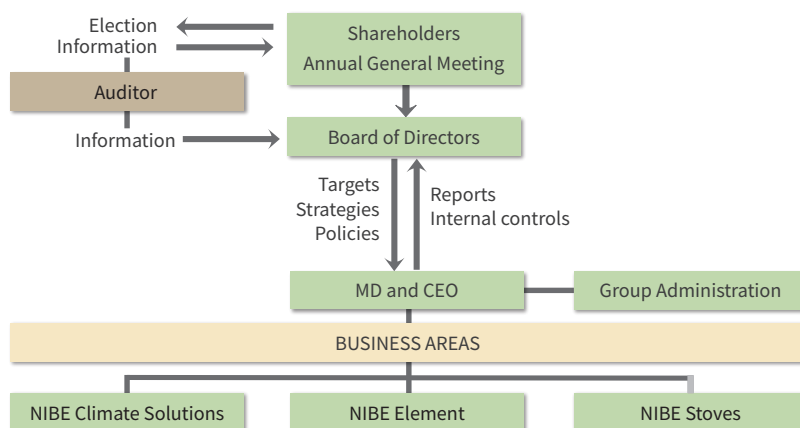 Election
Information
Shareholders
Annual General Meeting
Auditor
Information
Board of Directors
Targets
Strategies
Policies
Reports
Internal controls
MD and CEO
Group Administration
BUSINESS AREAS
NIBE Climate Solutions
NIBE Element
NIBE Stoves